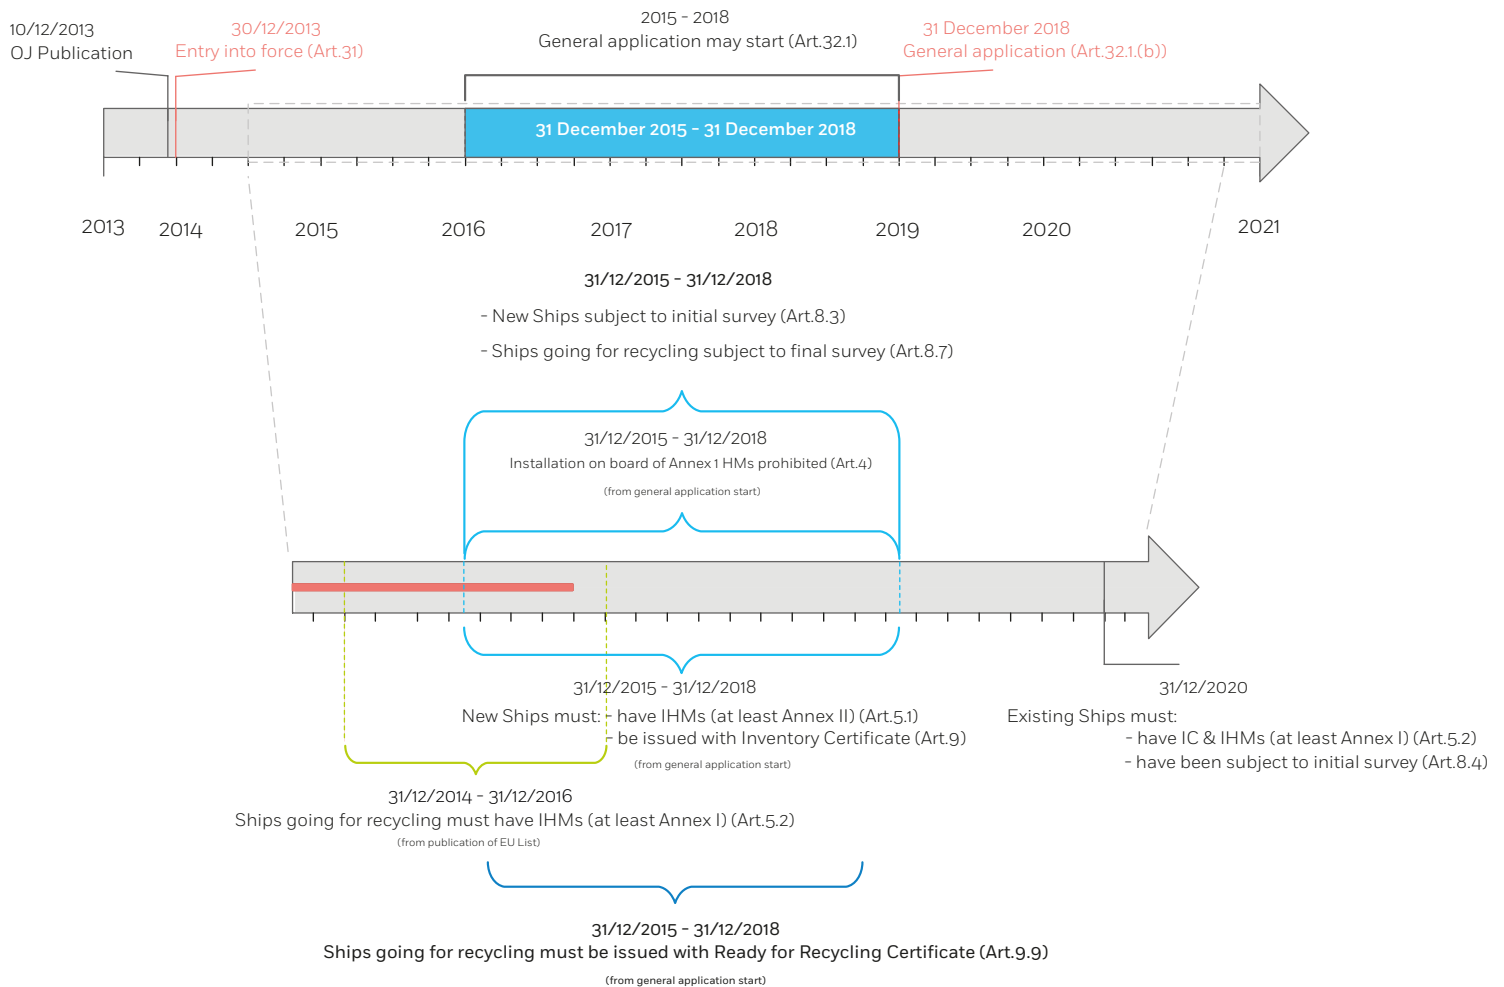 10/12/2013
OJ Publication
30/12/2013
Entry into force (Art.31)
2015 - 2018
General application may start (Art.32.1)
31 December 2018
General application (Art.32.1.(b))
31 December 2015 - 31 December 2018
2013
2014
2015
2016
2017
2018
2019
2020
2021
31/12/2015 - 31/12/2018
- New Ships subject to initial survey (Art.8.3)
- Ships going for recycling subject to final survey (Art.8.7)
31/12/2015 - 31/12/2018
Installation on board of Annex 1 HMs prohibited (Art.4)
(from general application start)
31/12/2015 - 31/12/2018
New Ships must: - have IHMs (at least Annex II) (Art.5.1)
- be issued with Inventory Certificate (Art.9)
(from general application start)
31/12/2020
Existing Ships must:
- have IC & IHMs (at least Annex I) (Art.5.2)
- have been subject to initial survey (Art.8.4)
31/12/2014 - 31/12/2016
Ships going for recycling must have IHMs (at least Annex I) (Art.5.2)
(from publication of EU List)
31/12/2015 - 31/12/2018
Ships going for recycling must be issued with Ready for Recycling Certificate (Art.9.9)
(from general application start)